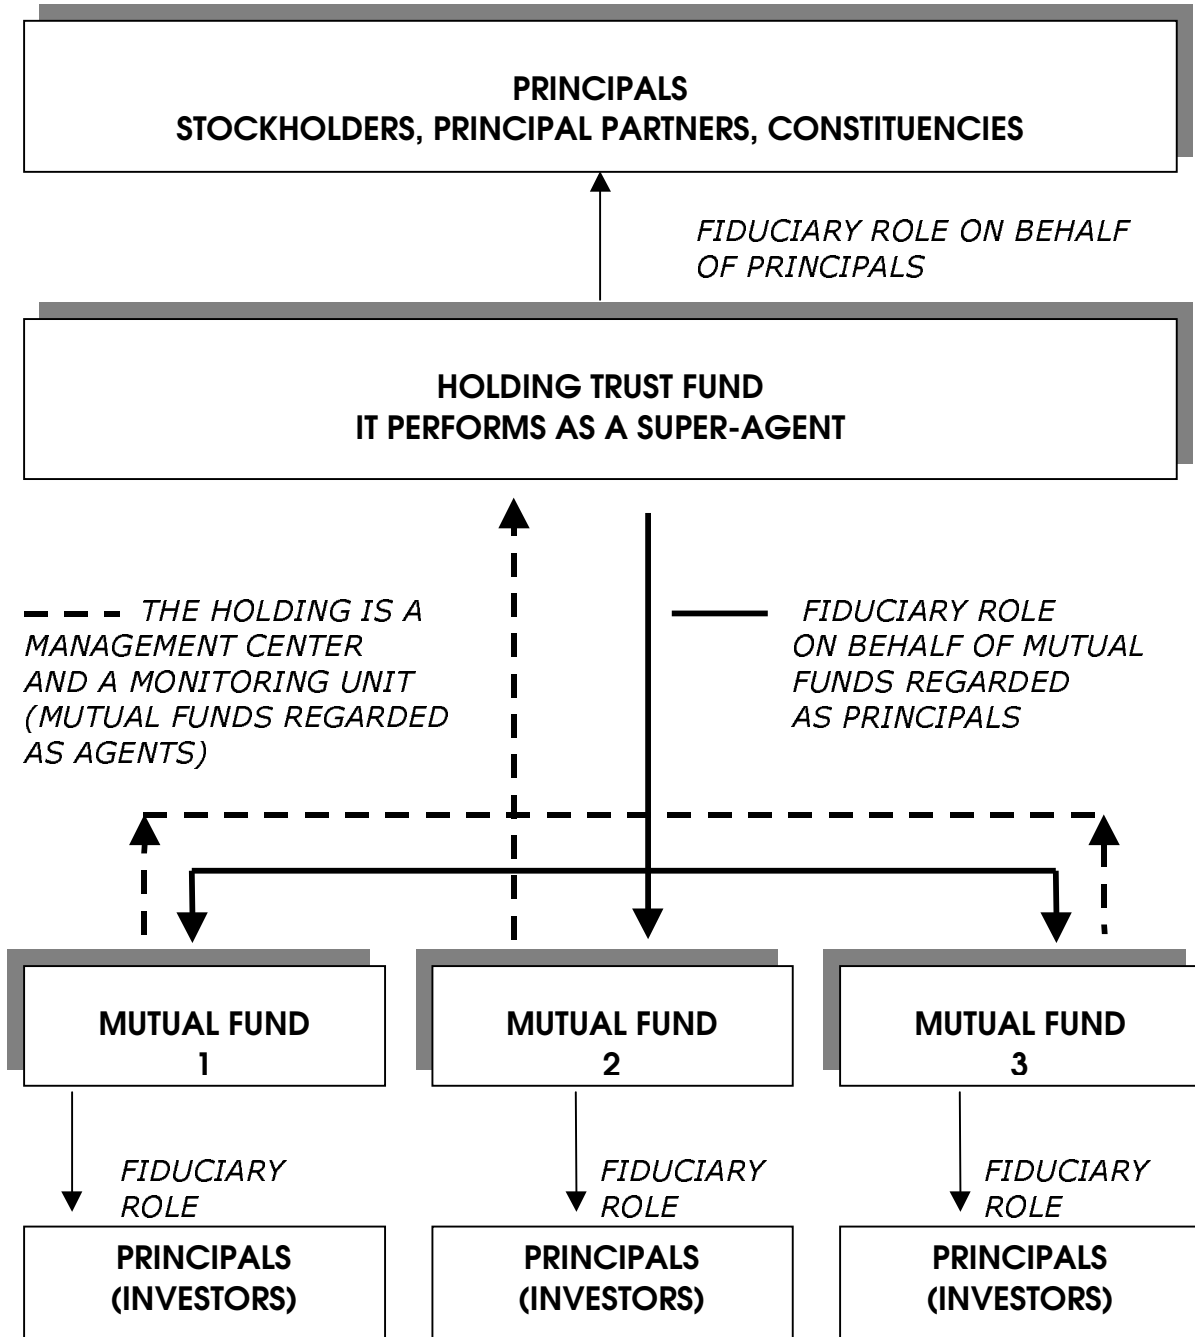 PRINCIPALS
STOCKHOLDERS, PRINCIPAL PARTNERS, CONSTITUENCIES
FIDUCIARY ROLE ON BEHALF
OF PRINCIPALS
HOLDING TRUST FUND
IT PERFORMS AS A SUPER-AGENT
THE HOLDING IS A
MANAGEMENT CENTER
AND A MONITORING UNIT
(MUTUAL FUNDS REGARDED
AS AGENTS)
FIDUCIARY ROLE
ON BEHALF OF MUTUAL
FUNDS REGARDED
AS PRINCIPALS
MUTUAL FUND
1
MUTUAL FUND
2
MUTUAL FUND
3
FIDUCIARY
ROLE
FIDUCIARY
ROLE
FIDUCIARY
ROLE
PRINCIPALS
(INVESTORS)
PRINCIPALS
(INVESTORS)
PRINCIPALS
(INVESTORS)